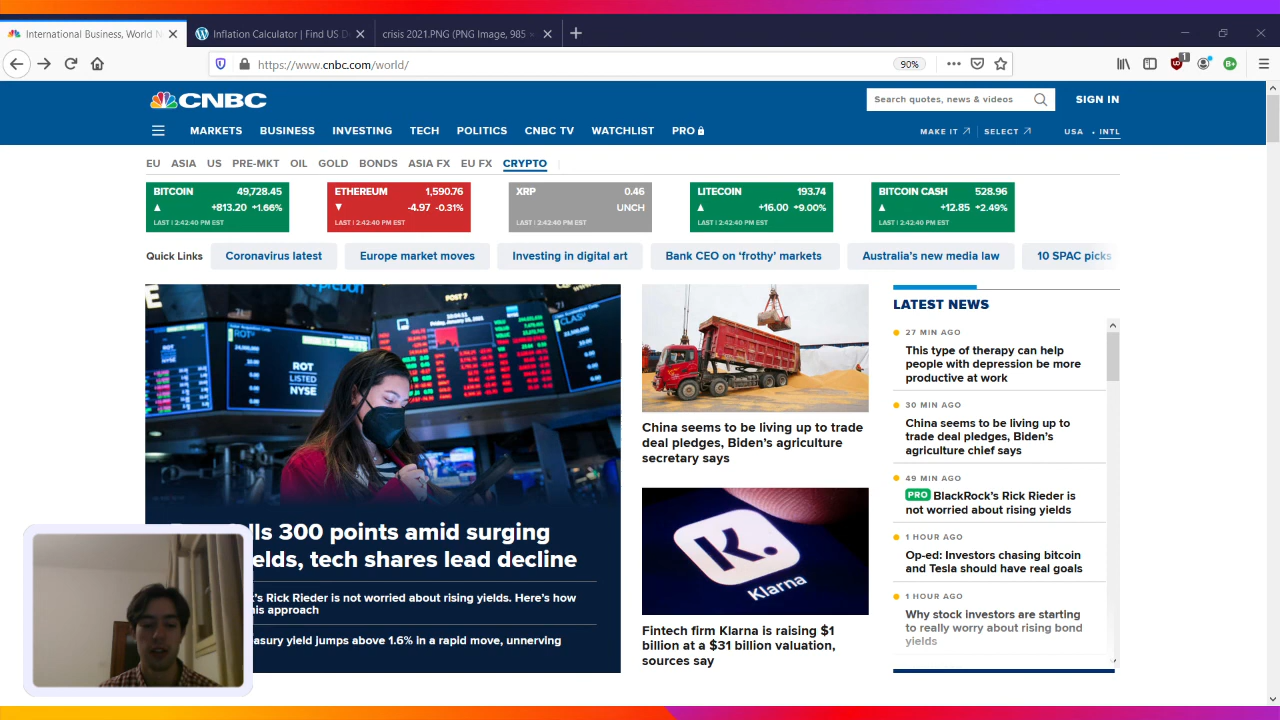 International Business, World N
Inflation Calculator | Find US D
crisis 2021.PNG (PNG Image, 985 ×
https://www.cnbc.com/world/
90%
1
B+
CNBC
Search quotes, news & videos
SIGN IN
MARKETS BUSINESS INVESTING TECH POLITICS CNBC TV WATCHLIST PRO
MAKE IT SELECT USA • INTL
EU ASIA US PRE-MKT OIL GOLD BONDS ASIA FX EU FX CRYPTO
BITCOIN 49,728.45
+813.20 +1.66%
LAST | 2:42:40 PM EST
ETHEREUM 1,590.76
-4.97 -0.31%
LAST | 2:42:40 PM EST
XRP 0.46
UNCH
LAST | 2:42:40 PM EST
LITECOIN 193.74
+16.00 +9.00%
LAST | 2:42:40 PM EST
BITCOIN CASH 528.96
+12.85 +2.49%
LAST | 2:42:40 PM EST
Quick Links Coronavirus latest Europe market moves Investing in digital art Bank CEO on ‘frothy’ markets Australia’s new media law 10 SPAC picks
POST 7
ROT
LISTED
NYSE
lls 300 points amid surging
elds, tech shares lead decline
’s Rick Rieder is not worried about rising yields. Here’s how
his approach
asury yield jumps above 1.6% in a rapid move, unnerving
China seems to be living up to trade
deal pledges, Biden’s agriculture
secretary says
K.
Klarna
Fintech firm Klarna is raising $1
billion at a $31 billion valuation,
sources say
LATEST NEWS
27 MIN AGO
This type of therapy can help
people with depression be more
productive at work
30 MIN AGO
China seems to be living up to
trade deal pledges, Biden’s
agriculture chief says
49 MIN AGO
PRO BlackRock’s Rick Rieder is
not worried about rising yields
1 HOUR AGO
Op-ed: Investors chasing bitcoin
and Tesla should have real goals
1 HOUR AGO
Why stock investors are starting
to really worry about rising bond
yields